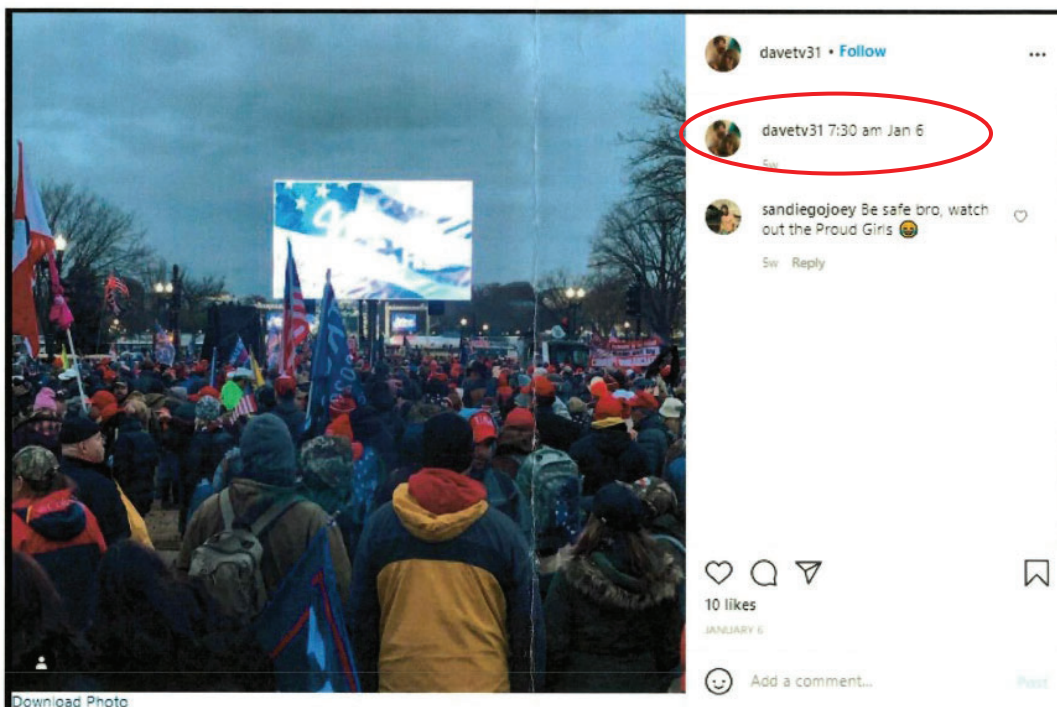 davetv31 • Follow
davetv31 7:30 am Jan 6
5w
sandiegojoey Be safe bro, watch
out the Proud Girls 😂
5w Reply
10 likes
JANUARY 6
Add a comment...
Post
Download Photo